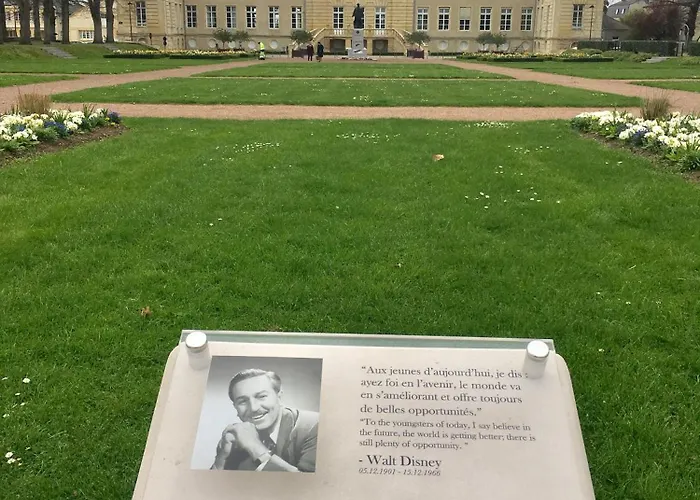 “Aux jeunes d’aujourd’hui, je dis :
ayez foi en l’avenir, le monde va
en s’améliorant et offre toujours
de belles opportunités.”
“To the youngsters of today, I say believe in
the future, the world is getting better; there is
still plenty of opportunity. ”
- Walt Disney
05.12.1901 - 15.12.1966